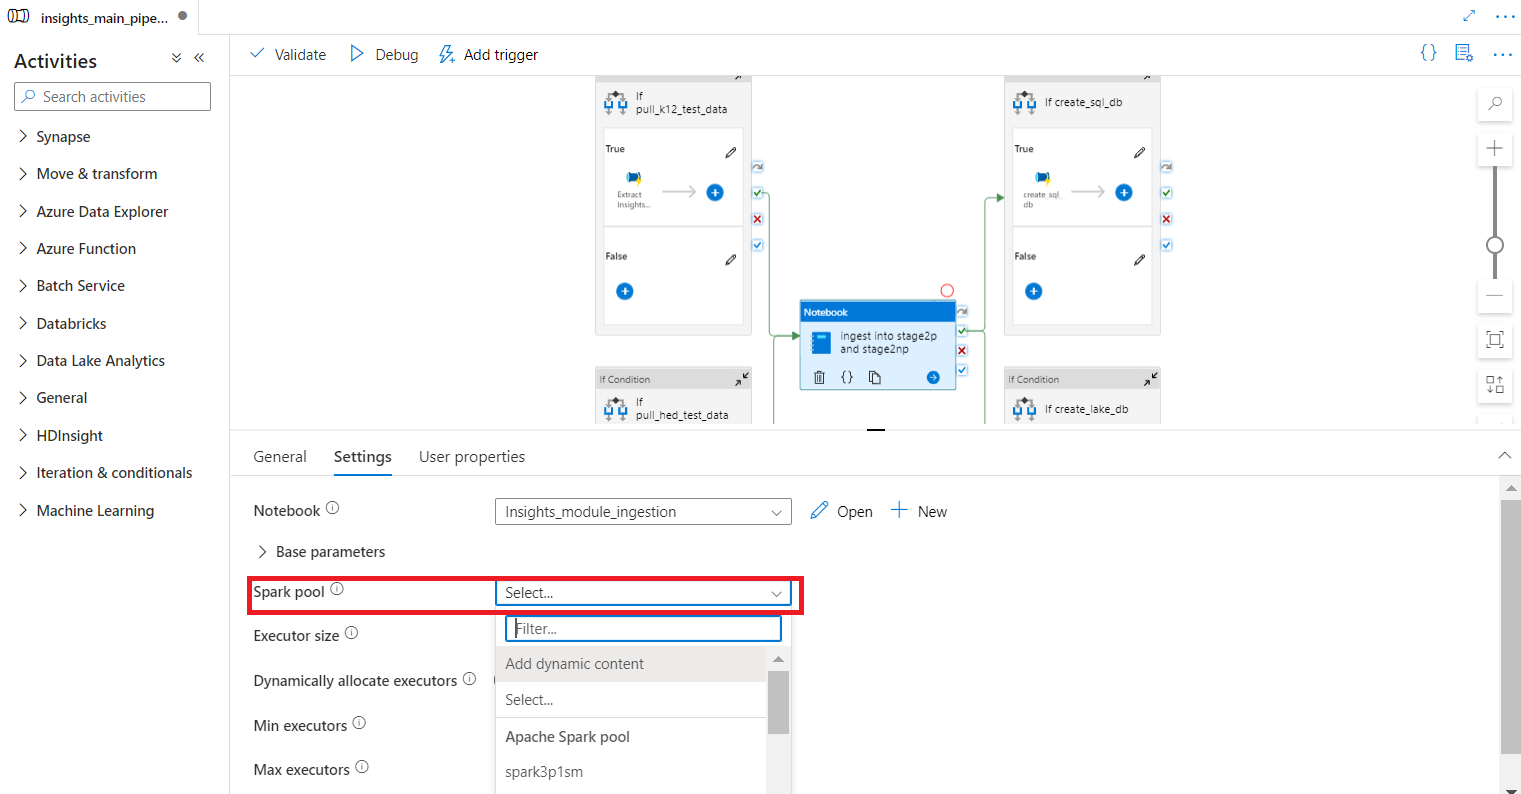 insights_main_pipe...
Activities
Search activities
Synapse
Move & transform
Azure Data Explorer
Azure Function
Batch Service
Databricks
Data Lake Analytics
General
HDInsight
Iteration & conditionals
Machine Learning
Validate
Debug
Add trigger
If
pull_k12_test_data
True
Extract
Insights...
False
If create_sql_db
True
create_sql_
db
False
Notebook
ingest into stage2p
and stage2np
If Condition
If
pull_hed_test_data
If Condition
If create_lake_db
General
Settings
User properties
Notebook
Insights_module_ingestion
Open
New
Base parameters
Spark pool
Select...
Filter...
Executor size
Add dynamic content
Dynamically allocate executors
Select...
Min executors
Apache Spark pool
Max executors
spark3p1sm